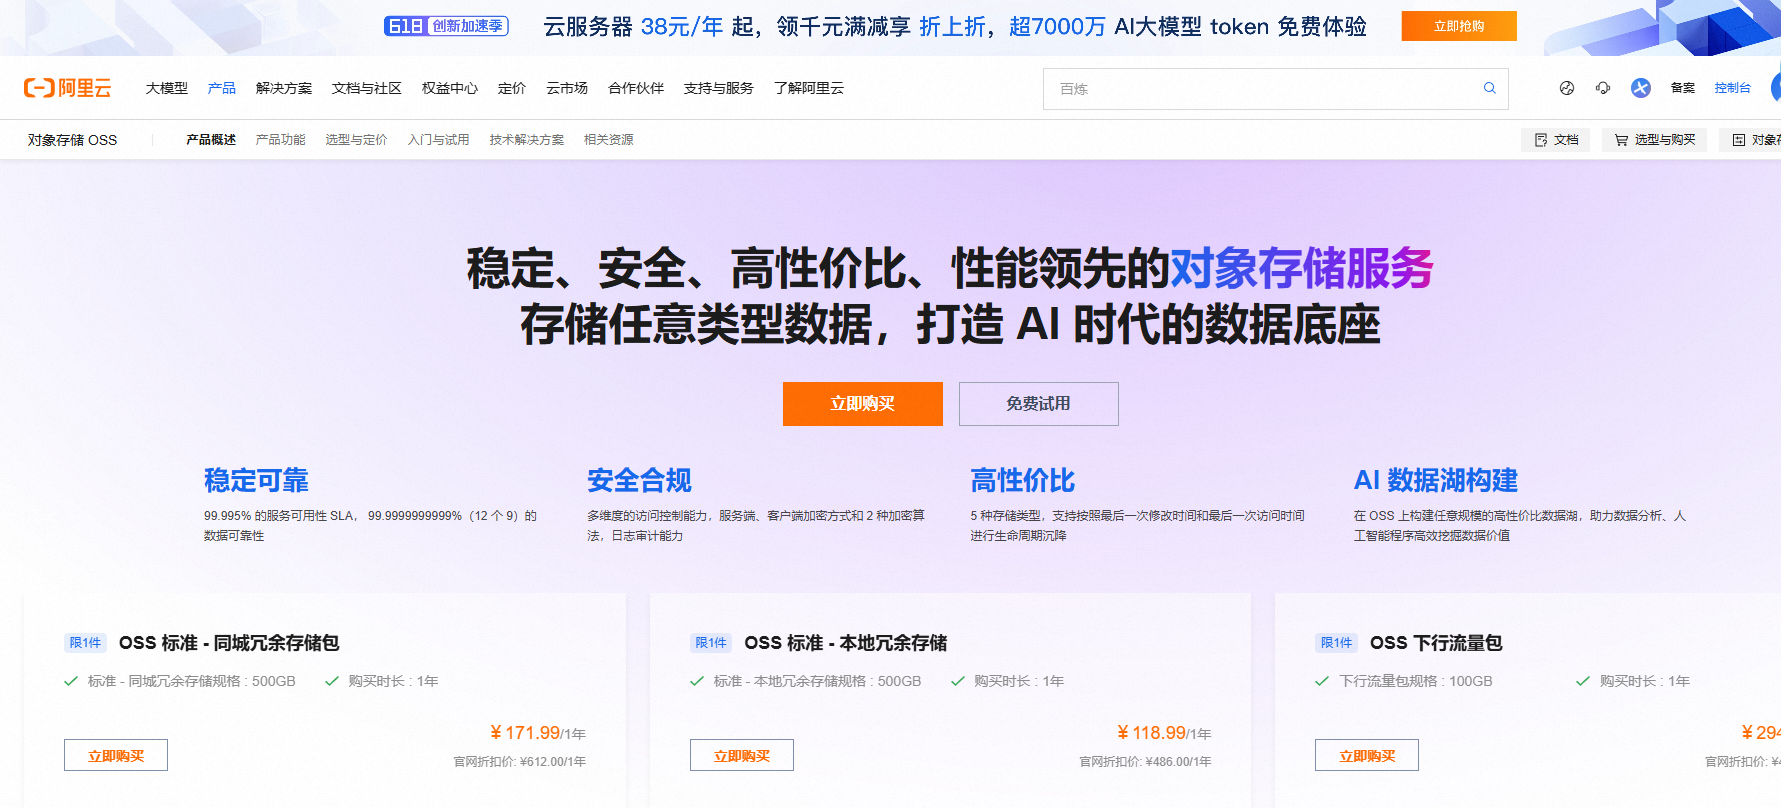 618 创新加速季
云服务器 38元/年 起，领千元满减享 折上折，超7000万 AI大模型 token 免费体验
立即抢购
阿里云
大模型 产品 解决方案 文档与社区 权益中心 定价 云市场 合作伙伴 支持与服务 了解阿里云
百炼
备案 控制台
对象存储 OSS
产品概述 产品功能 选型与定价 入门与试用 技术解决方案 相关资源
文档 选型与购买 对象
稳定、安全、高性价比、性能领先的对象存储服务
存储任意类型数据，打造 AI 时代的数据底座
立即购买 免费试用
稳定可靠
99.995% 的服务可用性 SLA， 99.9999999999%（12 个 9）的
数据可靠性
安全合规
多维度的访问控制能力，服务端、客户端加密方式和 2 种加密算
法，日志审计能力
高性价比
5 种存储类型，支持按照最后一次修改时间和最后一次访问时间
进行生命周期沉降
AI 数据湖构建
在 OSS 上构建任意规模的高性价比数据湖，助力数据分析、人
工智能程序高效挖掘数据价值
限1件 OSS 标准 - 同城冗余存储包
标准 - 同城冗余存储规格 : 500GB 购买时长 : 1年
¥ 171.99/1年
立即购买
官网折扣价: ¥612.00/1年
限1件 OSS 标准 - 本地冗余存储
标准 - 本地冗余存储规格 : 500GB 购买时长 : 1年
¥ 118.99/1年
立即购买
官网折扣价: ¥486.00/1年
限1件 OSS 下行流量包
下行流量包规格 : 100GB 购买时长 : 1年
¥ 294
立即购买
官网折扣价: ¥4